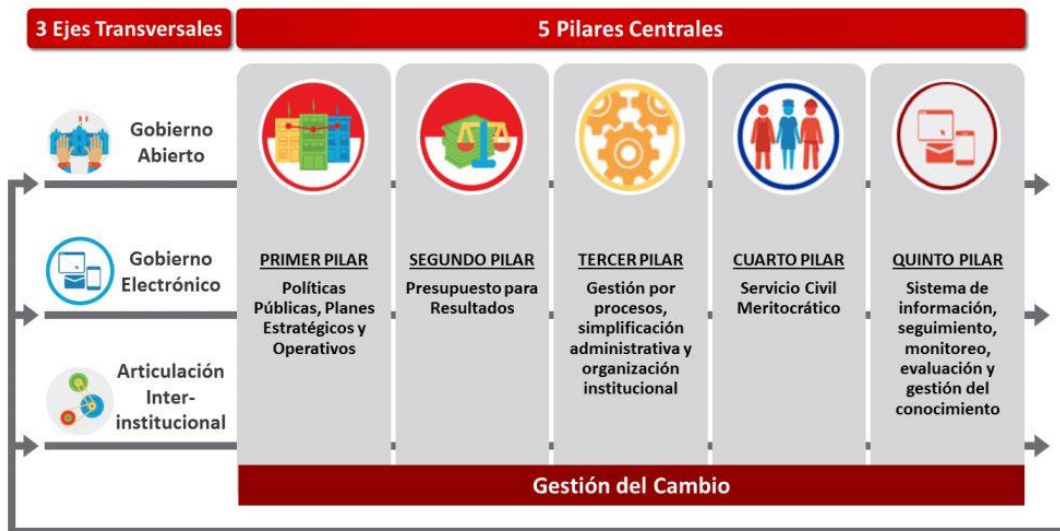 3 Ejes Transversales
5 Pilares Centrales
Gobierno
Abierto
Gobierno
Electrónico
Articulación
Inter-
institucional
PRIMER PILAR
Políticas
Públicas, Planes
Estratégicos y
Operativos
SEGUNDO PILAR
Presupuesto para
Resultados
TERCER PILAR
Gestión por
procesos,
simplificación
administrativa y
organización
institucional
CUARTO PILAR
Servicio Civil
Meritocrático
QUINTO PILAR
Sistema de
información,
seguimiento,
monitoreo,
evaluación y
gestión del
conocimiento
Gestión del Cambio